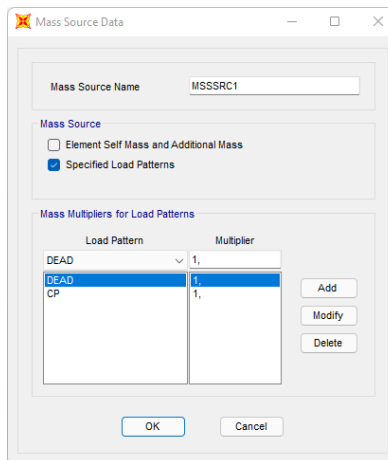 Mass Source Data
Mass Source Name MSSSRC1
Mass Source
Element Self Mass and Additional Mass
Specified Load Patterns
Mass Multipliers for Load Patterns
Load Pattern Multiplier
DEAD 1,
DEAD 1,
CP 1,
Add
Modify
Delete
OK Cancel